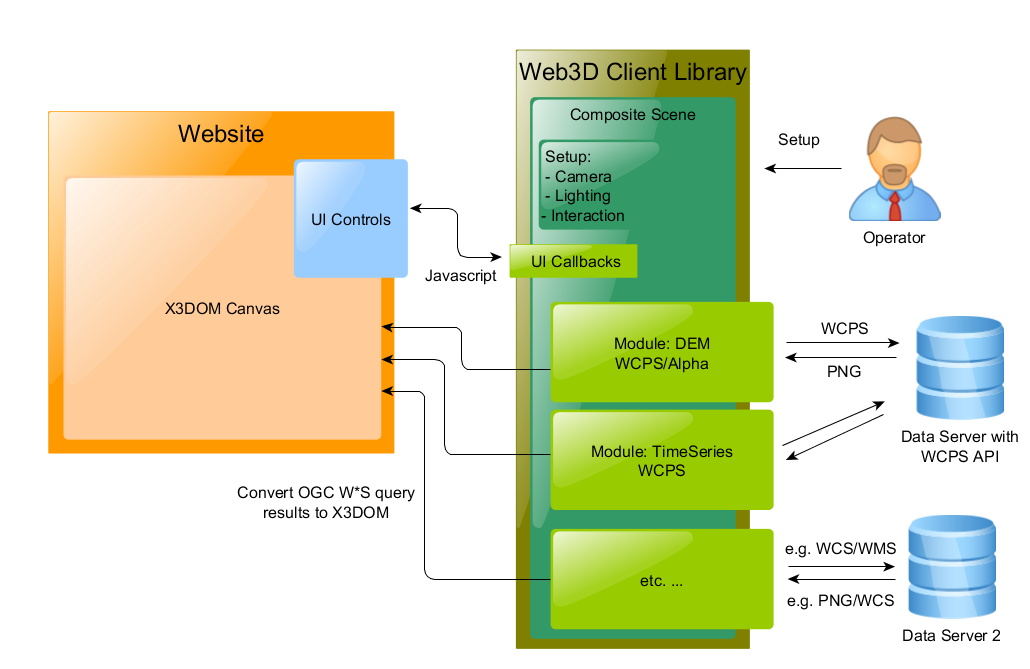 Website
UI Controls
X3DOM Canvas
Javascript
Convert OGC W*S query
results to X3DOM
Web3D Client Library
Composite Scene
Setup:
- Camera
- Lighting
- Interaction
UI Callbacks
Module: DEM
WCPS/Alpha
Module: TimeSeries
WCPS
etc. ...
Setup
Operator
WCPS
PNG
Data Server with
WCPS API
e.g. WCS/WMS
e.g. PNG/WCS
Data Server 2